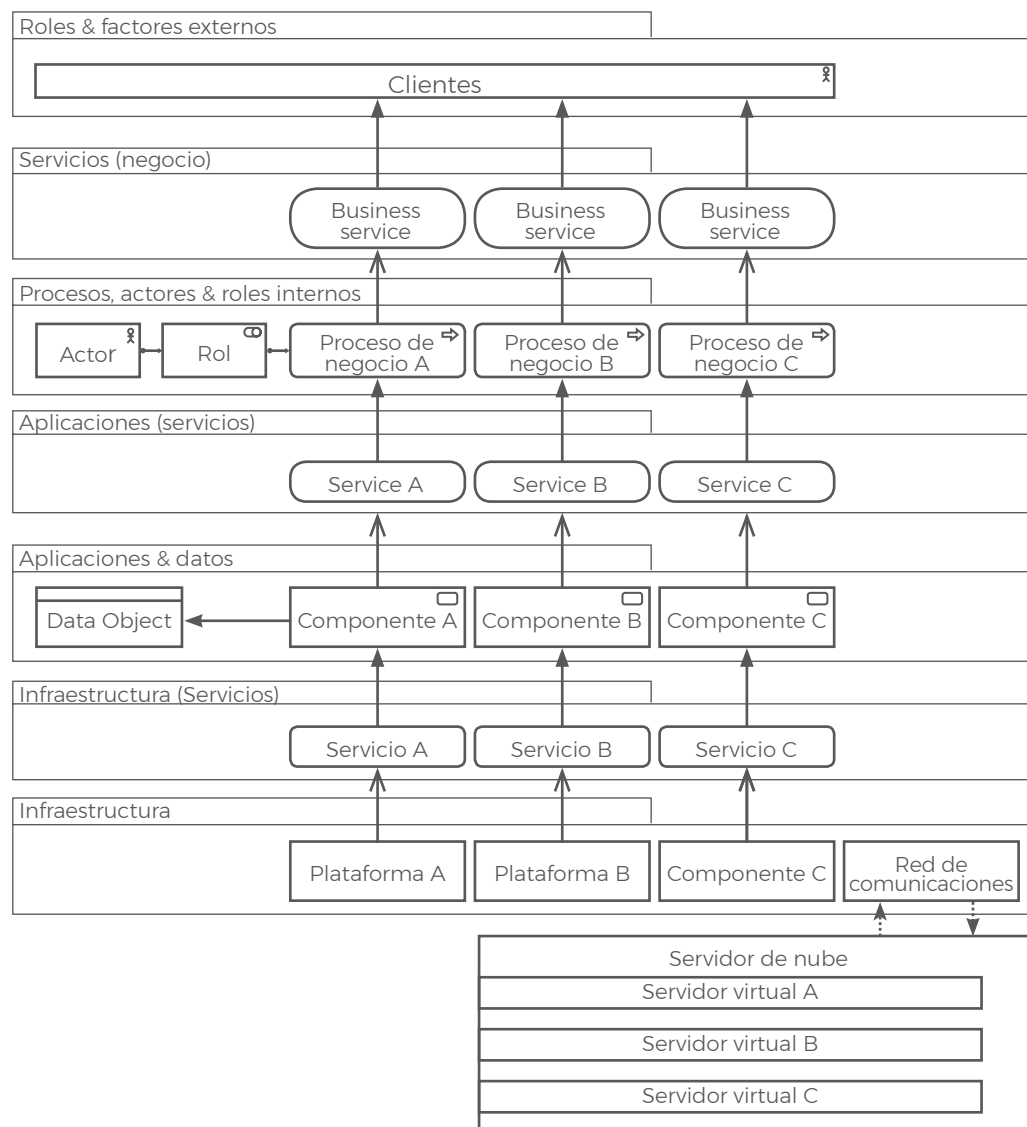 Roles & factores externos
Clientes
Servicios (negocio)
Business
service
Business
service
Business
service
Procesos, actores & roles internos
Actor
Rol
Proceso de
negocio A
Proceso de
negocio B
Proceso de
negocio C
Aplicaciones (servicios)
Service A
Service B
Service C
Aplicaciones & datos
Data Object
Componente A
Componente B
Componente C
Infraestructura (Servicios)
Servicio A
Servicio B
Servicio C
Infraestructura
Plataforma A
Plataforma B
Componente C
Red de
comunicaciones
Servidor de nube
Servidor virtual A
Servidor virtual B
Servidor virtual C